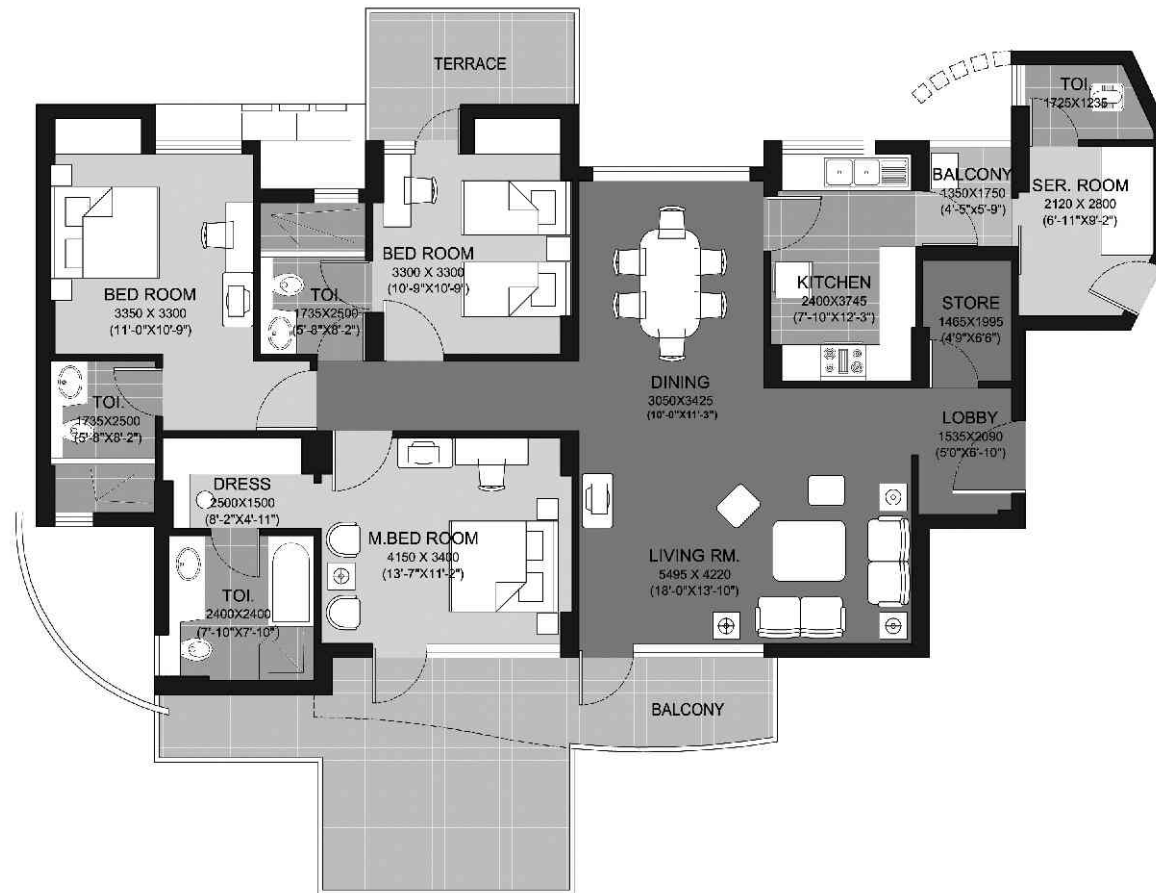 TERRACE
TOI.
1725X1235
BALCONY
1350X1750
(4'-5"x5'-9")
SER. ROOM
2120 X 2800
(6'-11"X9'-2")
BED ROOM
3300 X 3300
(10'-9"X10'-9")
BED ROOM
3350 X 3300
(11'-0"X10'-9")
TOI.
1735X2500
(5'-8"X8'-2")
KITCHEN
2400X3745
(7'-10"X12'-3")
STORE
1465X1995
(4'9"X6'6")
DINING
3050X3425
(10'-0"X11'-3")
TOI.
1735X2500
(5'-8"X8'-2")
LOBBY
1535X2090
(5'0"X6'-10")
DRESS
2500X1500
(8'-2"X4'-11")
M.BED ROOM
4150 X 3400
(13'-7"X11'-2")
LIVING RM.
5495 X 4220
(18'-0"X13'-10")
TOI.
2400X2400
(7'-10"X7'-10")
BALCONY